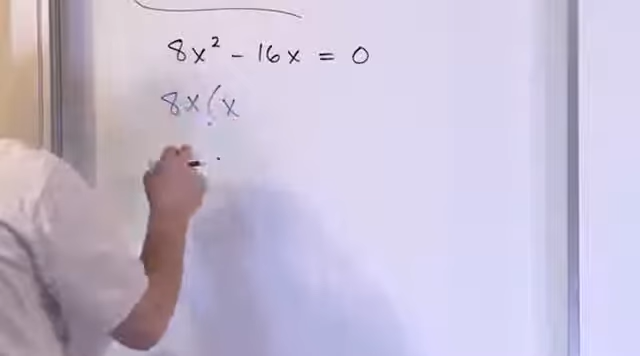 8x² - 16x = 0
8x(x